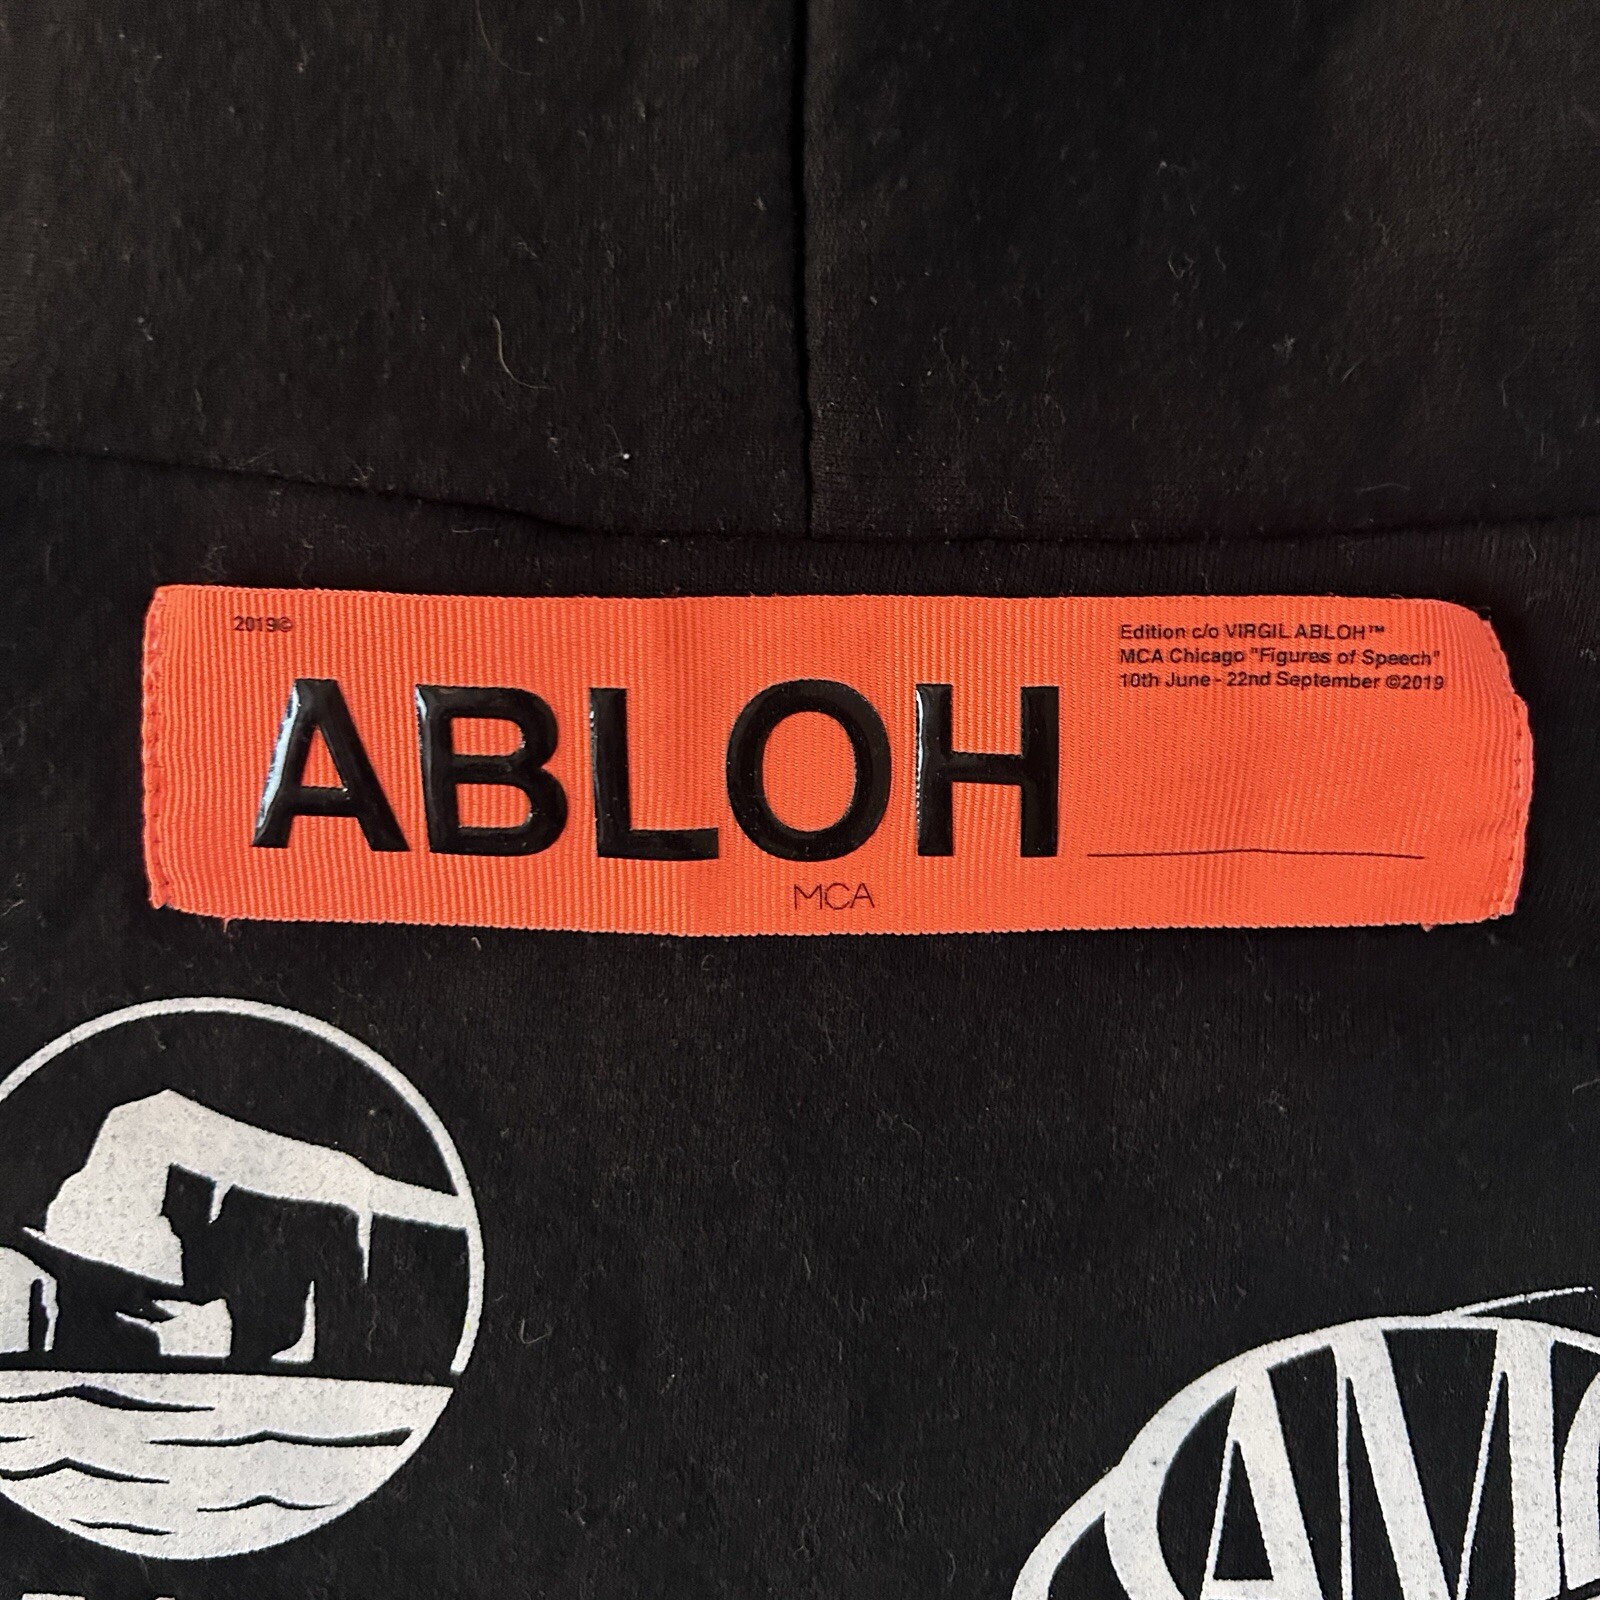 2019©
Edition c/o VIRGIL ABLOH™
MCA Chicago "Figures of Speech"
10th June - 22nd September ©2019
ABLOH
MCA